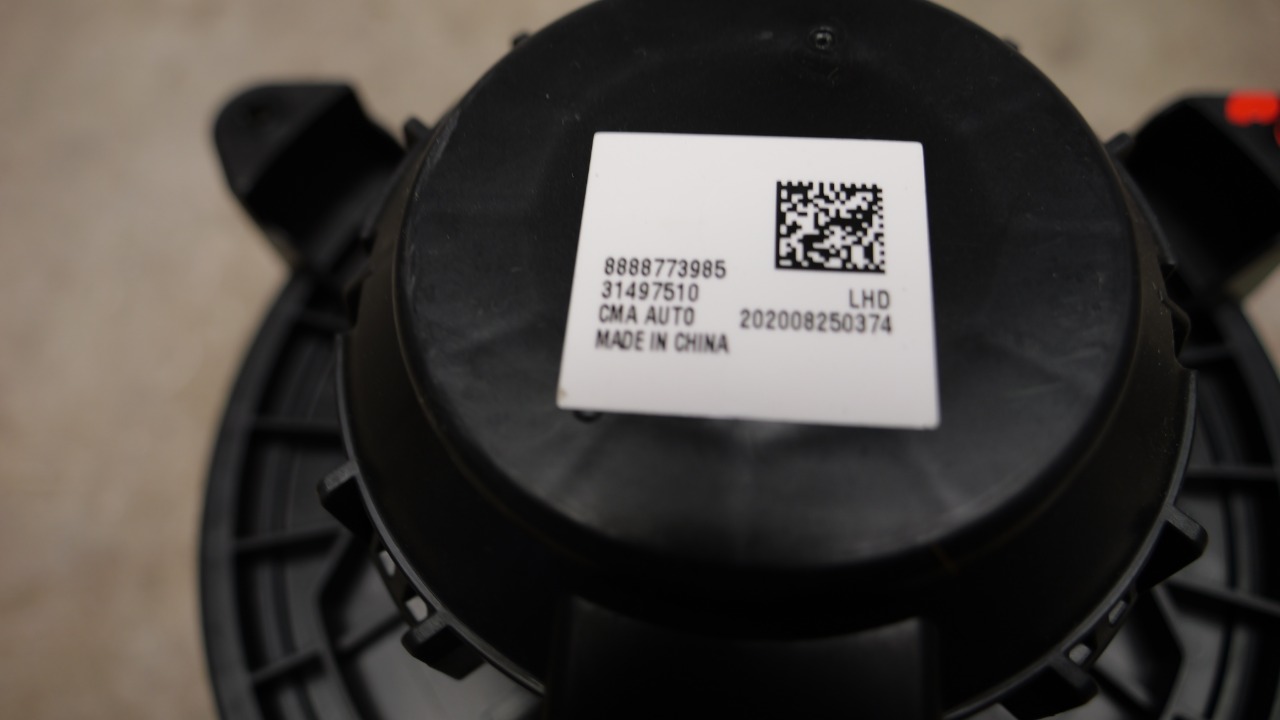 8888773985
31497510
LHD
CMA AUTO
202008250374
MADE IN CHINA